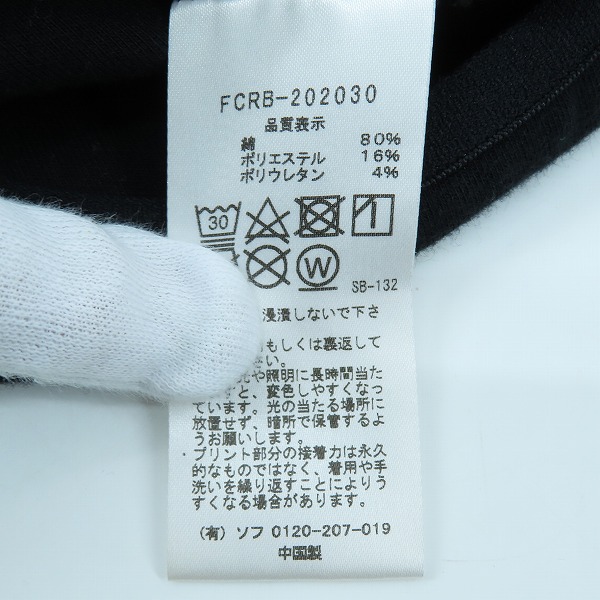 FCRB-202030
品質表示
綿 80%
ポリエステル 16%
ポリウレタン 4%
30
W
SB-132
浸漬しないで下さ
もしくは裏返して
さい。
光や照明に長時間当た
すと、変色しやすくなっ
ています。光の当たる場所に
放置せず、暗所で保管するよ
うお願いします。
・プリント部分の接着力は永久
的なものではなく、着用や手
洗いを繰り返すことによりう
すくなる場合があります。
(有) ソフ 0120-207-019
中国製